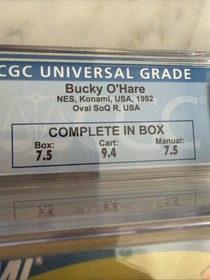 CGC UNIVERSAL GRADE
Bucky O'Hare
NES, Konami, USA, 1992
Oval SoQ R, USA
COMPLETE IN BOX
Box: Cart: Manual:
7.5 9.4 7.5